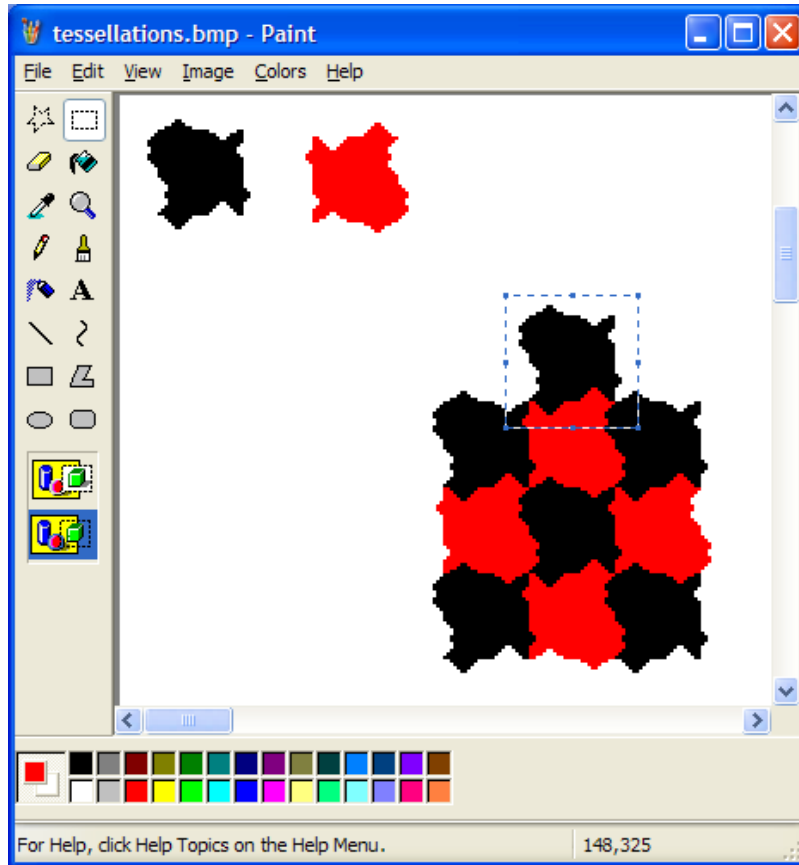 tessellations.bmp - Paint
File Edit View Image Colors Help
A
For Help, click Help Topics on the Help Menu.
148,325